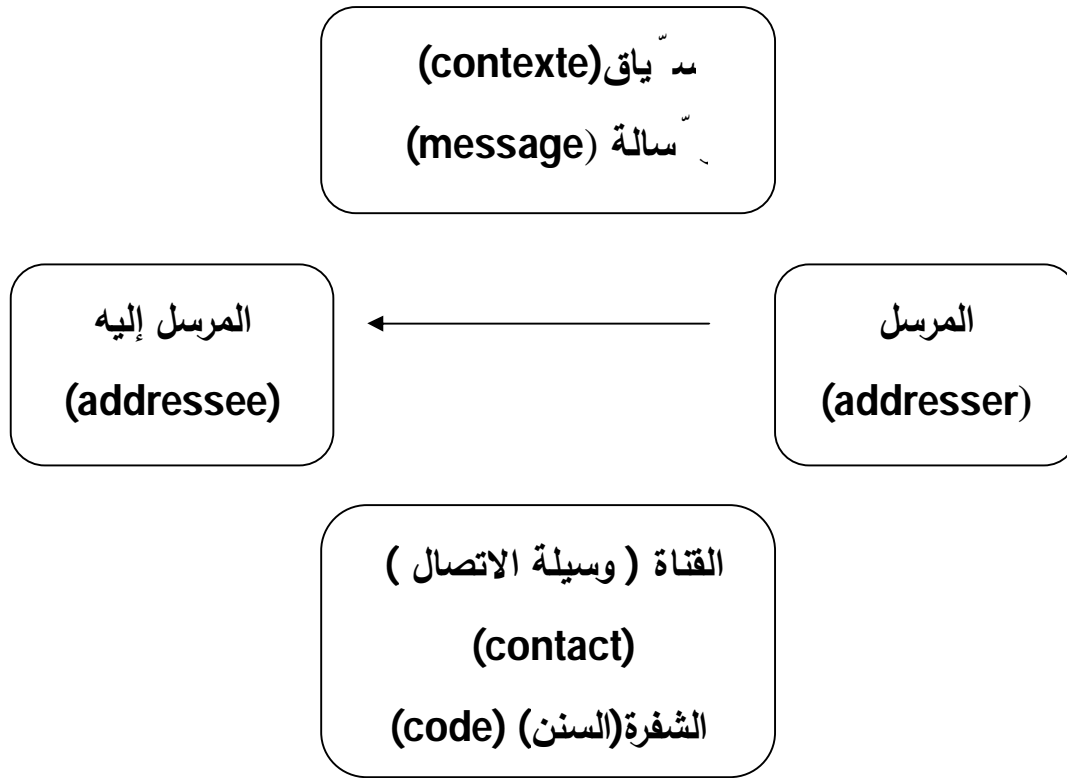 سّياق(contexte)
رّسالة (message)
المرسل
(addresser)
المرسل إليه
(addressee)
القناة ( وسيلة الاتصال )
(contact)
الشفرة(السنن) (code)